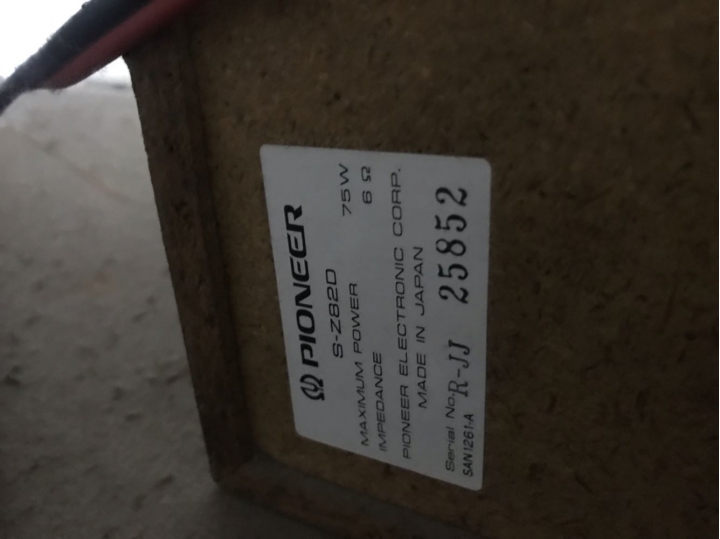 PIONEER
S-Z82D
MAXIMUM POWER 75W
IMPEDANCE 6 Ω
PIONEER ELECTRONIC CORP.
MADE IN JAPAN
Serial No. R-JJ 25852
SAN1261-A